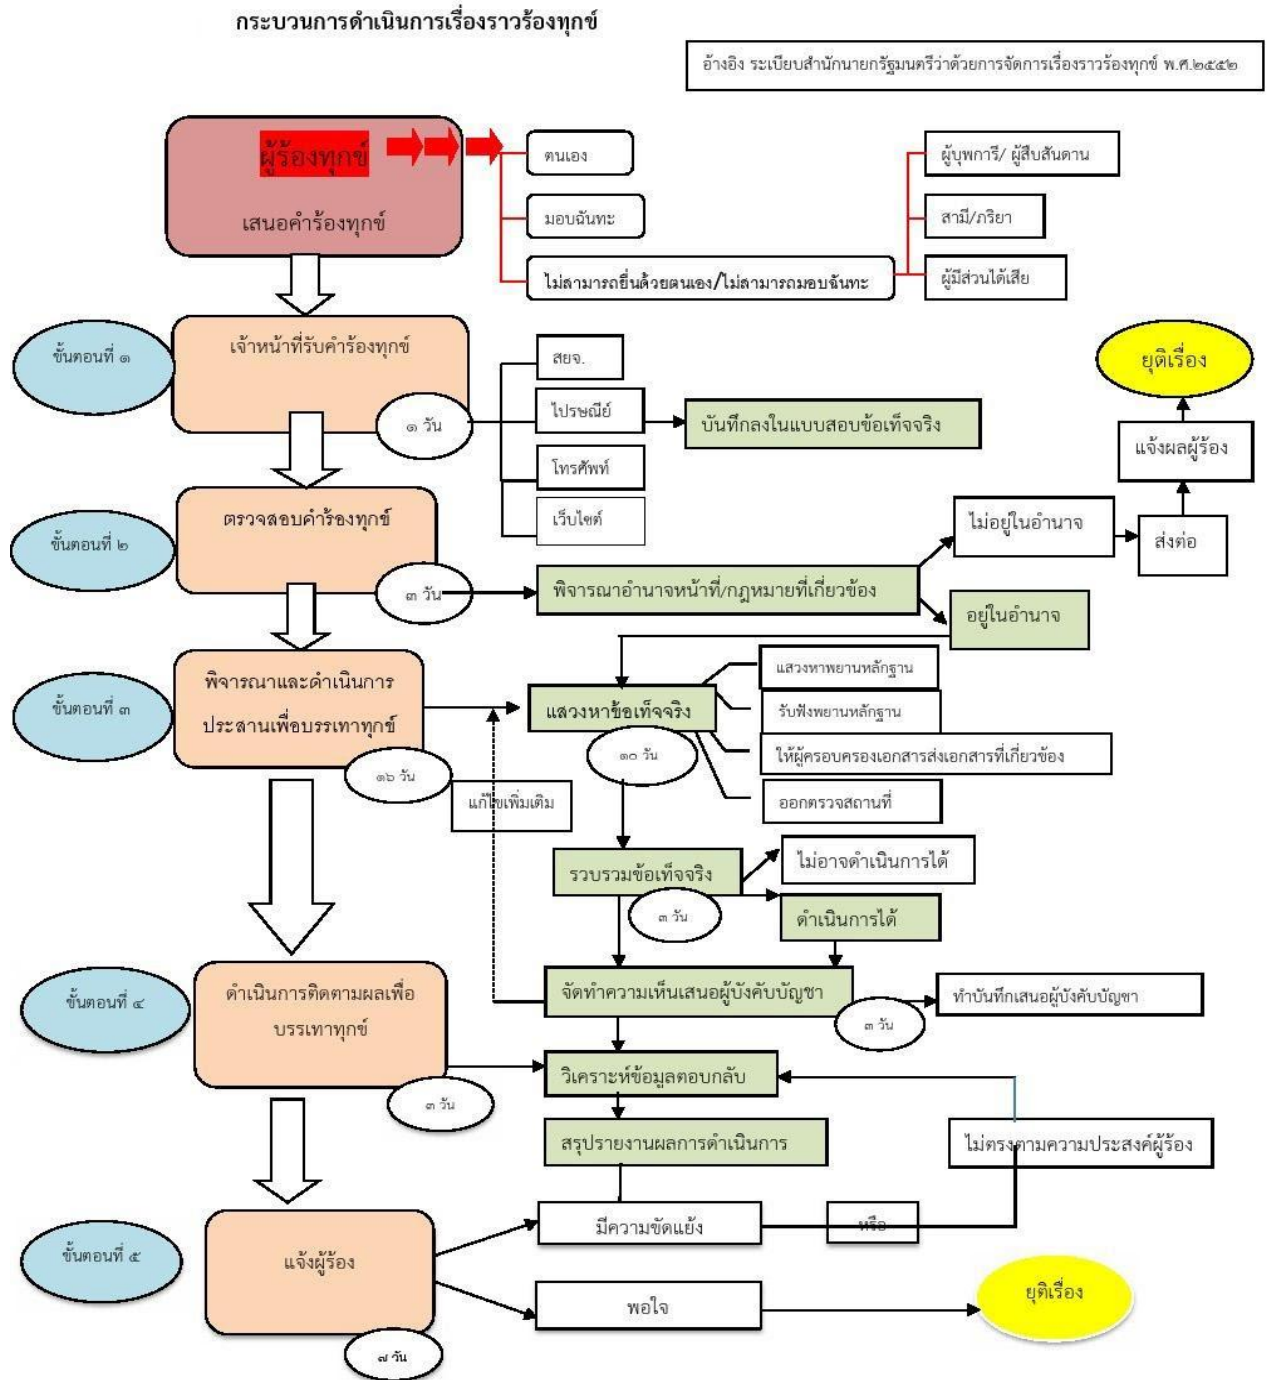 กระบวนการดำเนินการเรื่องราวร้องทุกข์
อ้างอิง ระเบียบสำนักนายกรัฐมนตรีว่าด้วยการจัดการเรื่องราวร้องทุกข์ พ.ศ.๒๕๕๒
ผู้ร้องทุกข์
เสนอคำร้องทุกข์
ตนเอง
มอบฉันทะ
ไม่สามารถยื่นด้วยตนเอง/ไม่สามารถมอบฉันทะ
ผู้บุพการี/ ผู้สืบสันดาน
สามี/ภริยา
ผู้มีส่วนได้เสีย
ขั้นตอนที่ ๑
เจ้าหน้าที่รับคำร้องทุกข์
๑ วัน
สยจ.
ไปรษณีย์
โทรศัพท์
เว็บไซต์
บันทึกลงในแบบสอบข้อเท็จจริง
ยุติเรื่อง
แจ้งผลผู้ร้อง
ส่งต่อ
ขั้นตอนที่ ๒
ตรวจสอบคำร้องทุกข์
๓ วัน
พิจารณาอำนาจหน้าที่/กฎหมายที่เกี่ยวข้อง
ไม่อยู่ในอำนาจ
อยู่ในอำนาจ
ขั้นตอนที่ ๓
พิจารณาและดำเนินการ
ประสานเพื่อบรรเทาทุกข์
๑๖ วัน
แสวงหาข้อเท็จจริง
๑๐ วัน
แสวงหาพยานหลักฐาน
รับฟังพยานหลักฐาน
ให้ผู้ครอบครองเอกสารส่งเอกสารที่เกี่ยวข้อง
ออกตรวจสถานที่
แก้ไขเพิ่มเติม
รวบรวมข้อเท็จจริง
๓ วัน
ไม่อาจดำเนินการได้
ดำเนินการได้
ขั้นตอนที่ ๔
ดำเนินการติดตามผลเพื่อ
บรรเทาทุกข์
๓ วัน
จัดทำความเห็นเสนอผู้บังคับบัญชา
๓ วัน
ทำบันทึกเสนอผู้บังคับบัญชา
วิเคราะห์ข้อมูลตอบกลับ
สรุปรายงานผลการดำเนินการ
ไม่ตรงตามความประสงค์ผู้ร้อง
ขั้นตอนที่ ๕
แจ้งผู้ร้อง
๗ วัน
มีความขัดแย้ง
หรือ
พอใจ
ยุติเรื่อง